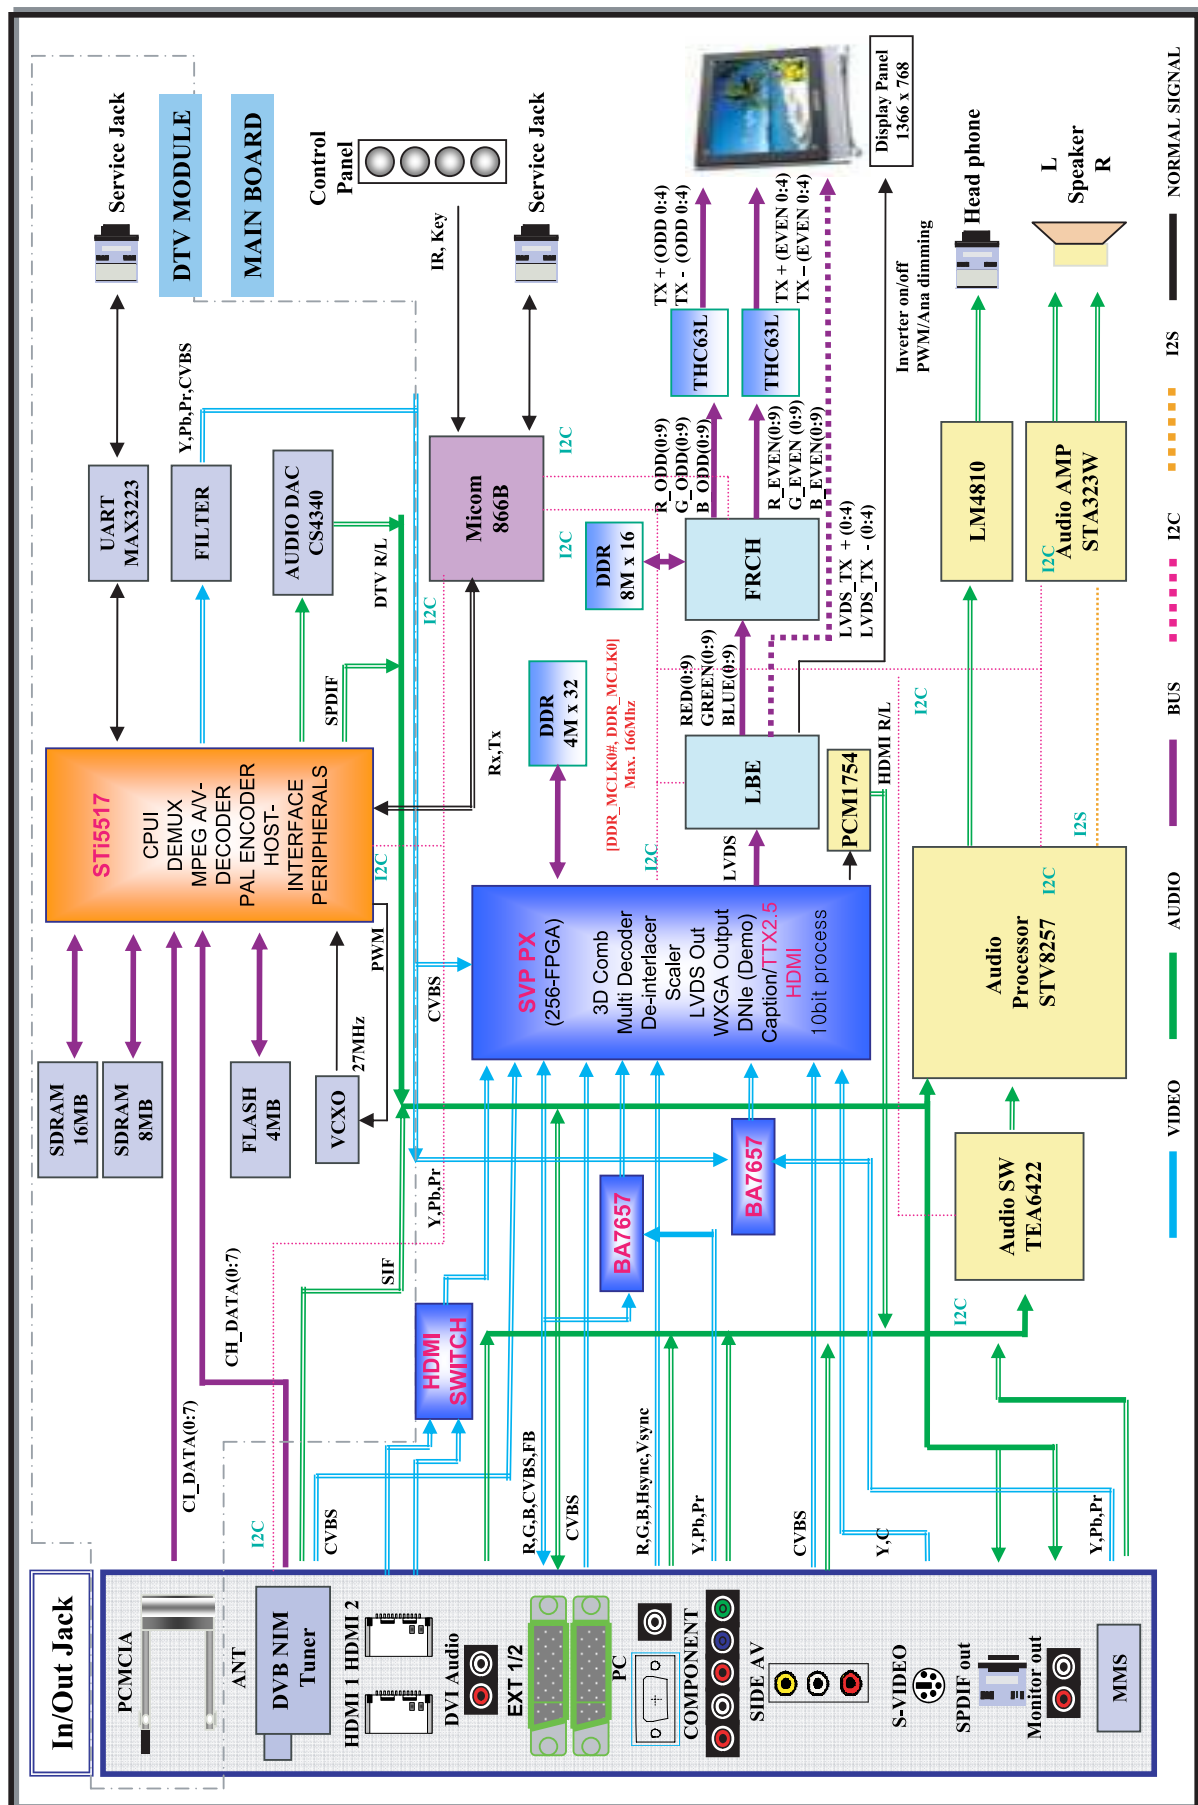 In/Out Jack
PCMCIA
ANT
DVB NIM
Tuner
HDMI 1 HDMI 2
DVI Audio
EXT 1/2
PC
COMPONENT
SIDE AV
S-VIDEO
SPDIF out
Monitor out
MMS
CI_DATA(0:7)
CH_DATA(0:7)
I2C
SIF
CVBS
R,G,B,CVBS,FB
CVBS
R,G,B,Hsync,Vsync
Y,Pb,Pr
CVBS
Y,C
Y,Pb,Pr
SDRAM
16MB
SDRAM
8MB
FLASH
4MB
VCXO
27MHz
PWM
Y,Pb,Pr
HDMI
SWITCH
BA7657
BA7657
Audio SW
TEA6422
I2C
STi5517
CPUI
DEMUX
MPEG A/V-
DECODER
PAL ENCODER
HOST-
INTERFACE
PERIPHERALS
I2C
CVBS
SVP PX
(256-FPGA)
3D Comb
Multi Decoder
De-interlacer
Scaler
LVDS Out
WXGA Output
DNIe (Demo)
Caption/TTX2.5
HDMI
10bit process
Audio
Processor
STV8257
I2C
I2S
LVDS
I2C
PCM1754
HDMI R/L
LBE
DDR
4M x 32
[DDR_MCLK0#, DDR_MCLK0]
Max. 166Mhz
Rx,Tx
SPDIF
DTV R/L
I2C
RED(0:9)
GREEN(0:9)
BLUE(0:9)
I2C
UART
MAX3223
FILTER
AUDIO DAC
CS4340
Micom
866B
I2C
I2C
DDR
8M x 16
FRCH
LVDS_TX + (0:4)
LVDS_TX - (0:4)
R_ODD(0:9)
G_ODD(0:9)
B_ODD(0:9)
R_EVEN(0:9)
G_EVEN (0:9)
B_EVEN(0:9)
LM4810
Audio AMP
STA323W
I2C
Y,Pb,Pr,CVBS
THC63L
THC63L
TX + (ODD 0:4)
TX - (ODD 0:4)
TX + (EVEN 0:4)
TX – (EVEN 0:4)
Inverter on/off
PWM/Ana dimming
IR, Key
Service Jack
DTV MODULE
MAIN BOARD
Control
Panel
Service Jack
Display Panel
1366 x 768
Head phone
L
Speaker
R
VIDEO
AUDIO
BUS
I2C
I2S
NORMAL SIGNAL